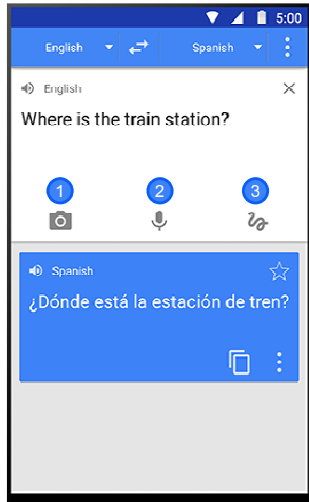 5:00
English Spanish
English
Where is the train station?
1 2 3
Spanish
¿Dónde está la estación de tren?